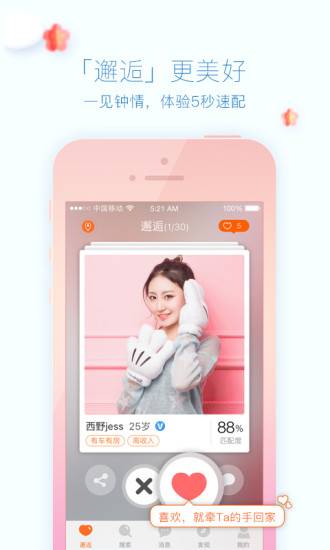 「邂逅」更美好
一见钟情，体验5秒速配
中国移动
5:21 AM
100%
邂逅(1/30)
5
西野jess 25岁 V
88%
有车有房 高收入
匹配度
喜欢，就牵Ta的手回家
邂逅 搜索 消息 发现 我的